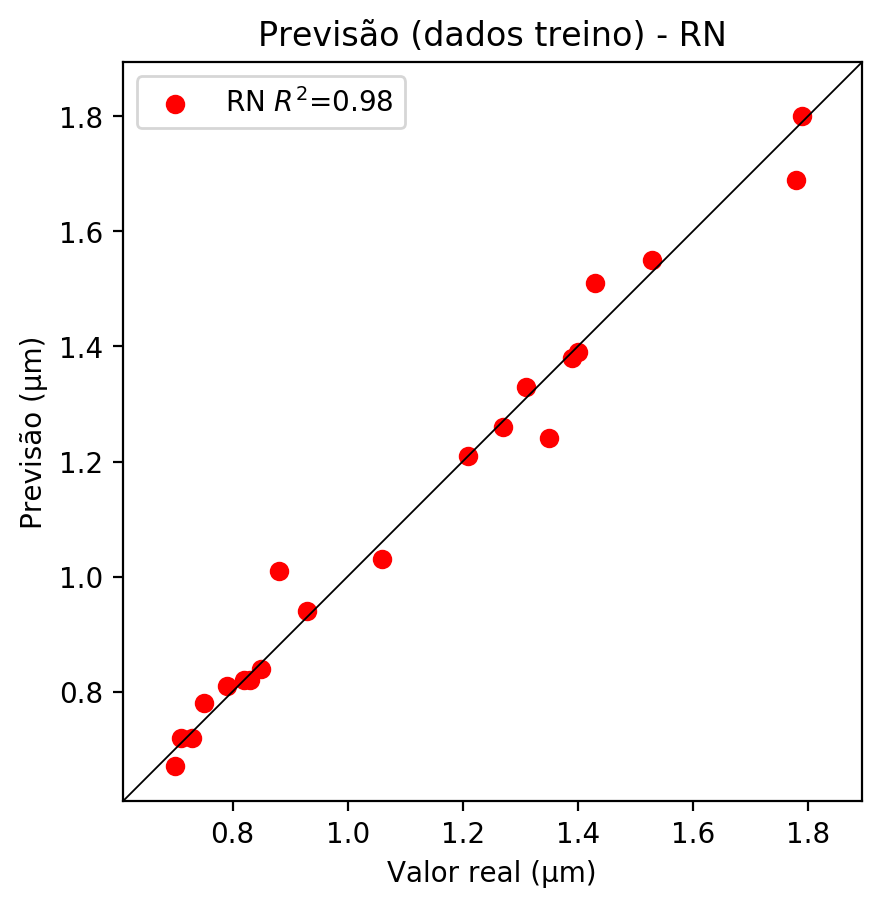 Previsão (dados treino) - RN
RN R²=0.98
Previsão (µm)
1.8
1.6
1.4
1.2
1.0
0.8
0.8 1.0 1.2 1.4 1.6 1.8
Valor real (µm)